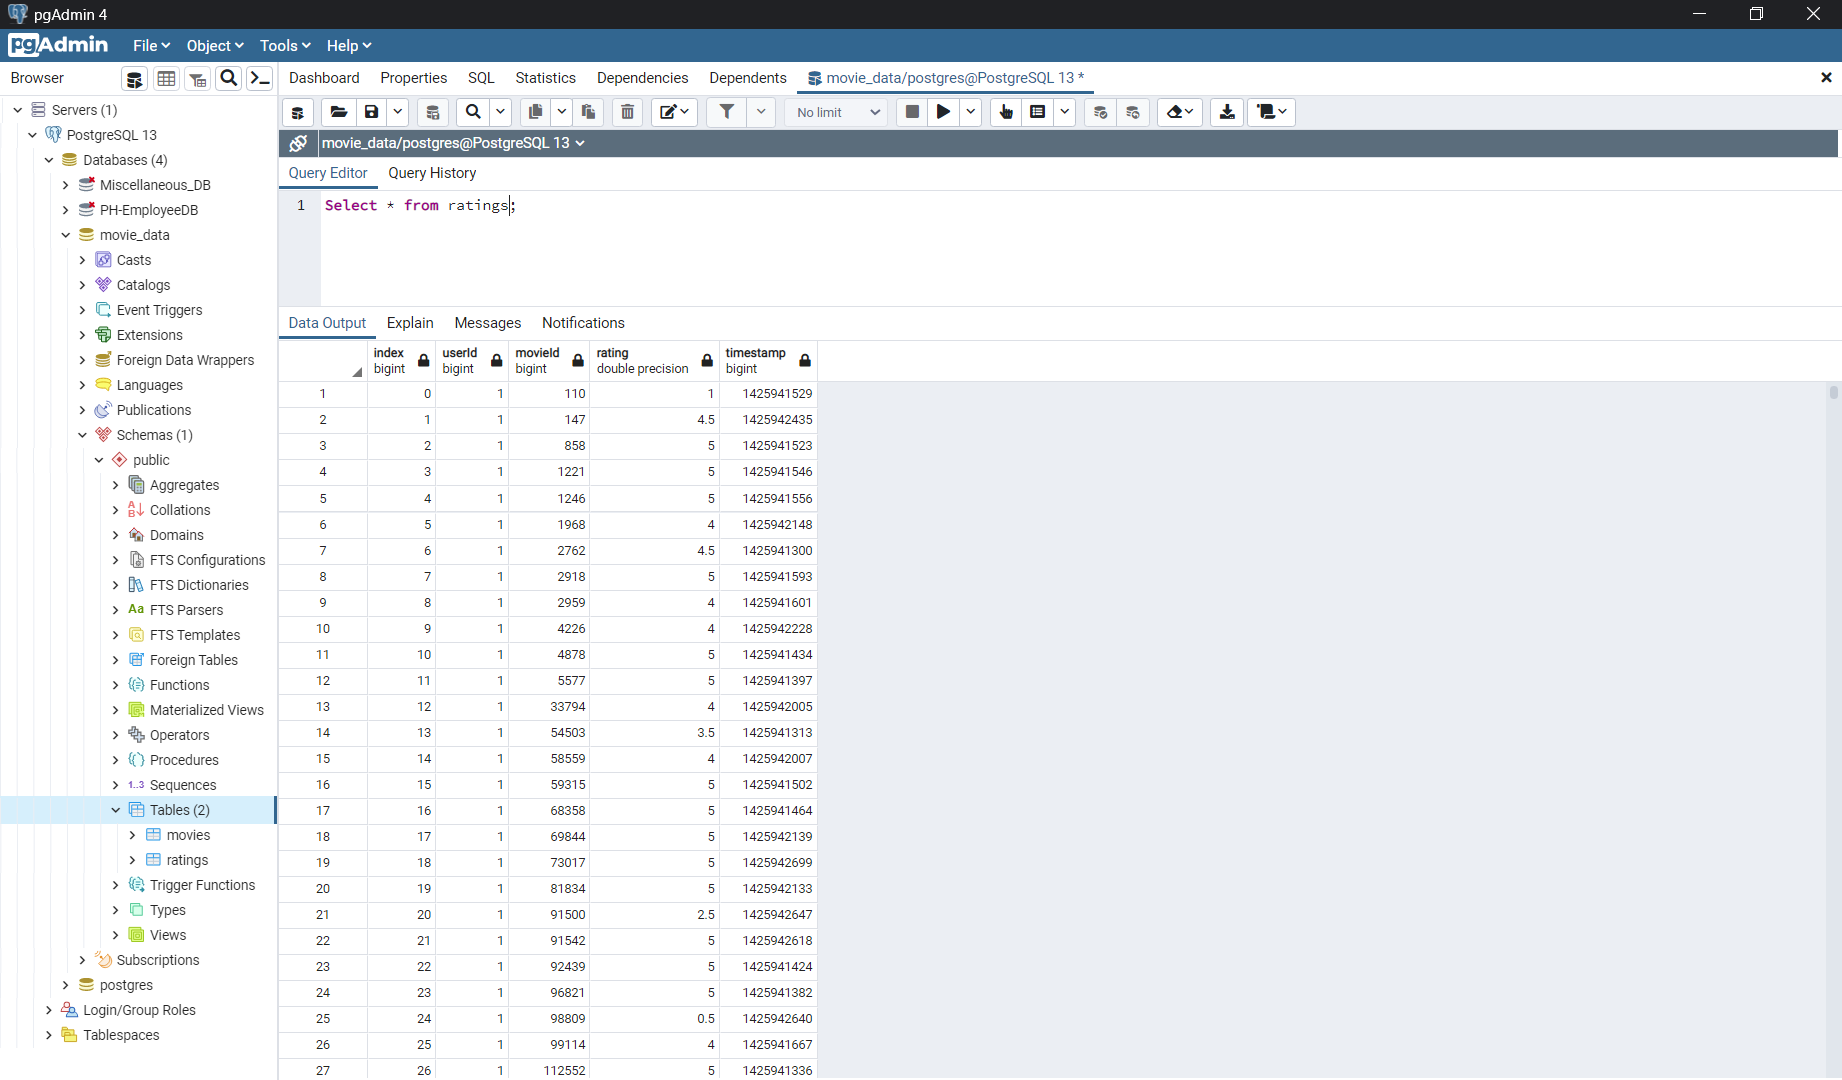 pgAdmin 4
pgAdmin File Object Tools Help
Browser
Dashboard Properties SQL Statistics Dependencies Dependents movie_data/postgres@PostgreSQL 13 *
No limit
movie_data/postgres@PostgreSQL 13
Query Editor Query History
1 Select * from ratings;
Servers (1)
PostgreSQL 13
Databases (4)
Miscellaneous_DB
PH-EmployeeDB
movie_data
Casts
Catalogs
Event Triggers
Extensions
Foreign Data Wrappers
Languages
Publications
Schemas (1)
public
Aggregates
Collations
Domains
FTS Configurations
FTS Dictionaries
Aa FTS Parsers
FTS Templates
Foreign Tables
Functions
Materialized Views
Operators
Procedures
1..3 Sequences
Tables (2)
movies
ratings
Trigger Functions
Types
Views
Subscriptions
postgres
Login/Group Roles
Tablespaces
Data Output Explain Messages Notifications
index userId movieId rating timestamp
bigint bigint bigint double precision bigint
1 0 1 110 1 1425941529
2 1 1 147 4.5 1425942435
3 2 1 858 5 1425941523
4 3 1 1221 5 1425941546
5 4 1 1246 5 1425941556
6 5 1 1968 4 1425942148
7 6 1 2762 4.5 1425941300
8 7 1 2918 5 1425941593
9 8 1 2959 4 1425941601
10 9 1 4226 4 1425942228
11 10 1 4878 5 1425941434
12 11 1 5577 5 1425941397
13 12 1 33794 4 1425942005
14 13 1 54503 3.5 1425941313
15 14 1 58559 4 1425942007
16 15 1 59315 5 1425941502
17 16 1 68358 5 1425941464
18 17 1 69844 5 1425942139
19 18 1 73017 5 1425942699
20 19 1 81834 5 1425942133
21 20 1 91500 2.5 1425942647
22 21 1 91542 5 1425942618
23 22 1 92439 5 1425941424
24 23 1 96821 5 1425941382
25 24 1 98809 0.5 1425942640
26 25 1 99114 4 1425941667
27 26 1 112552 5 1425941336